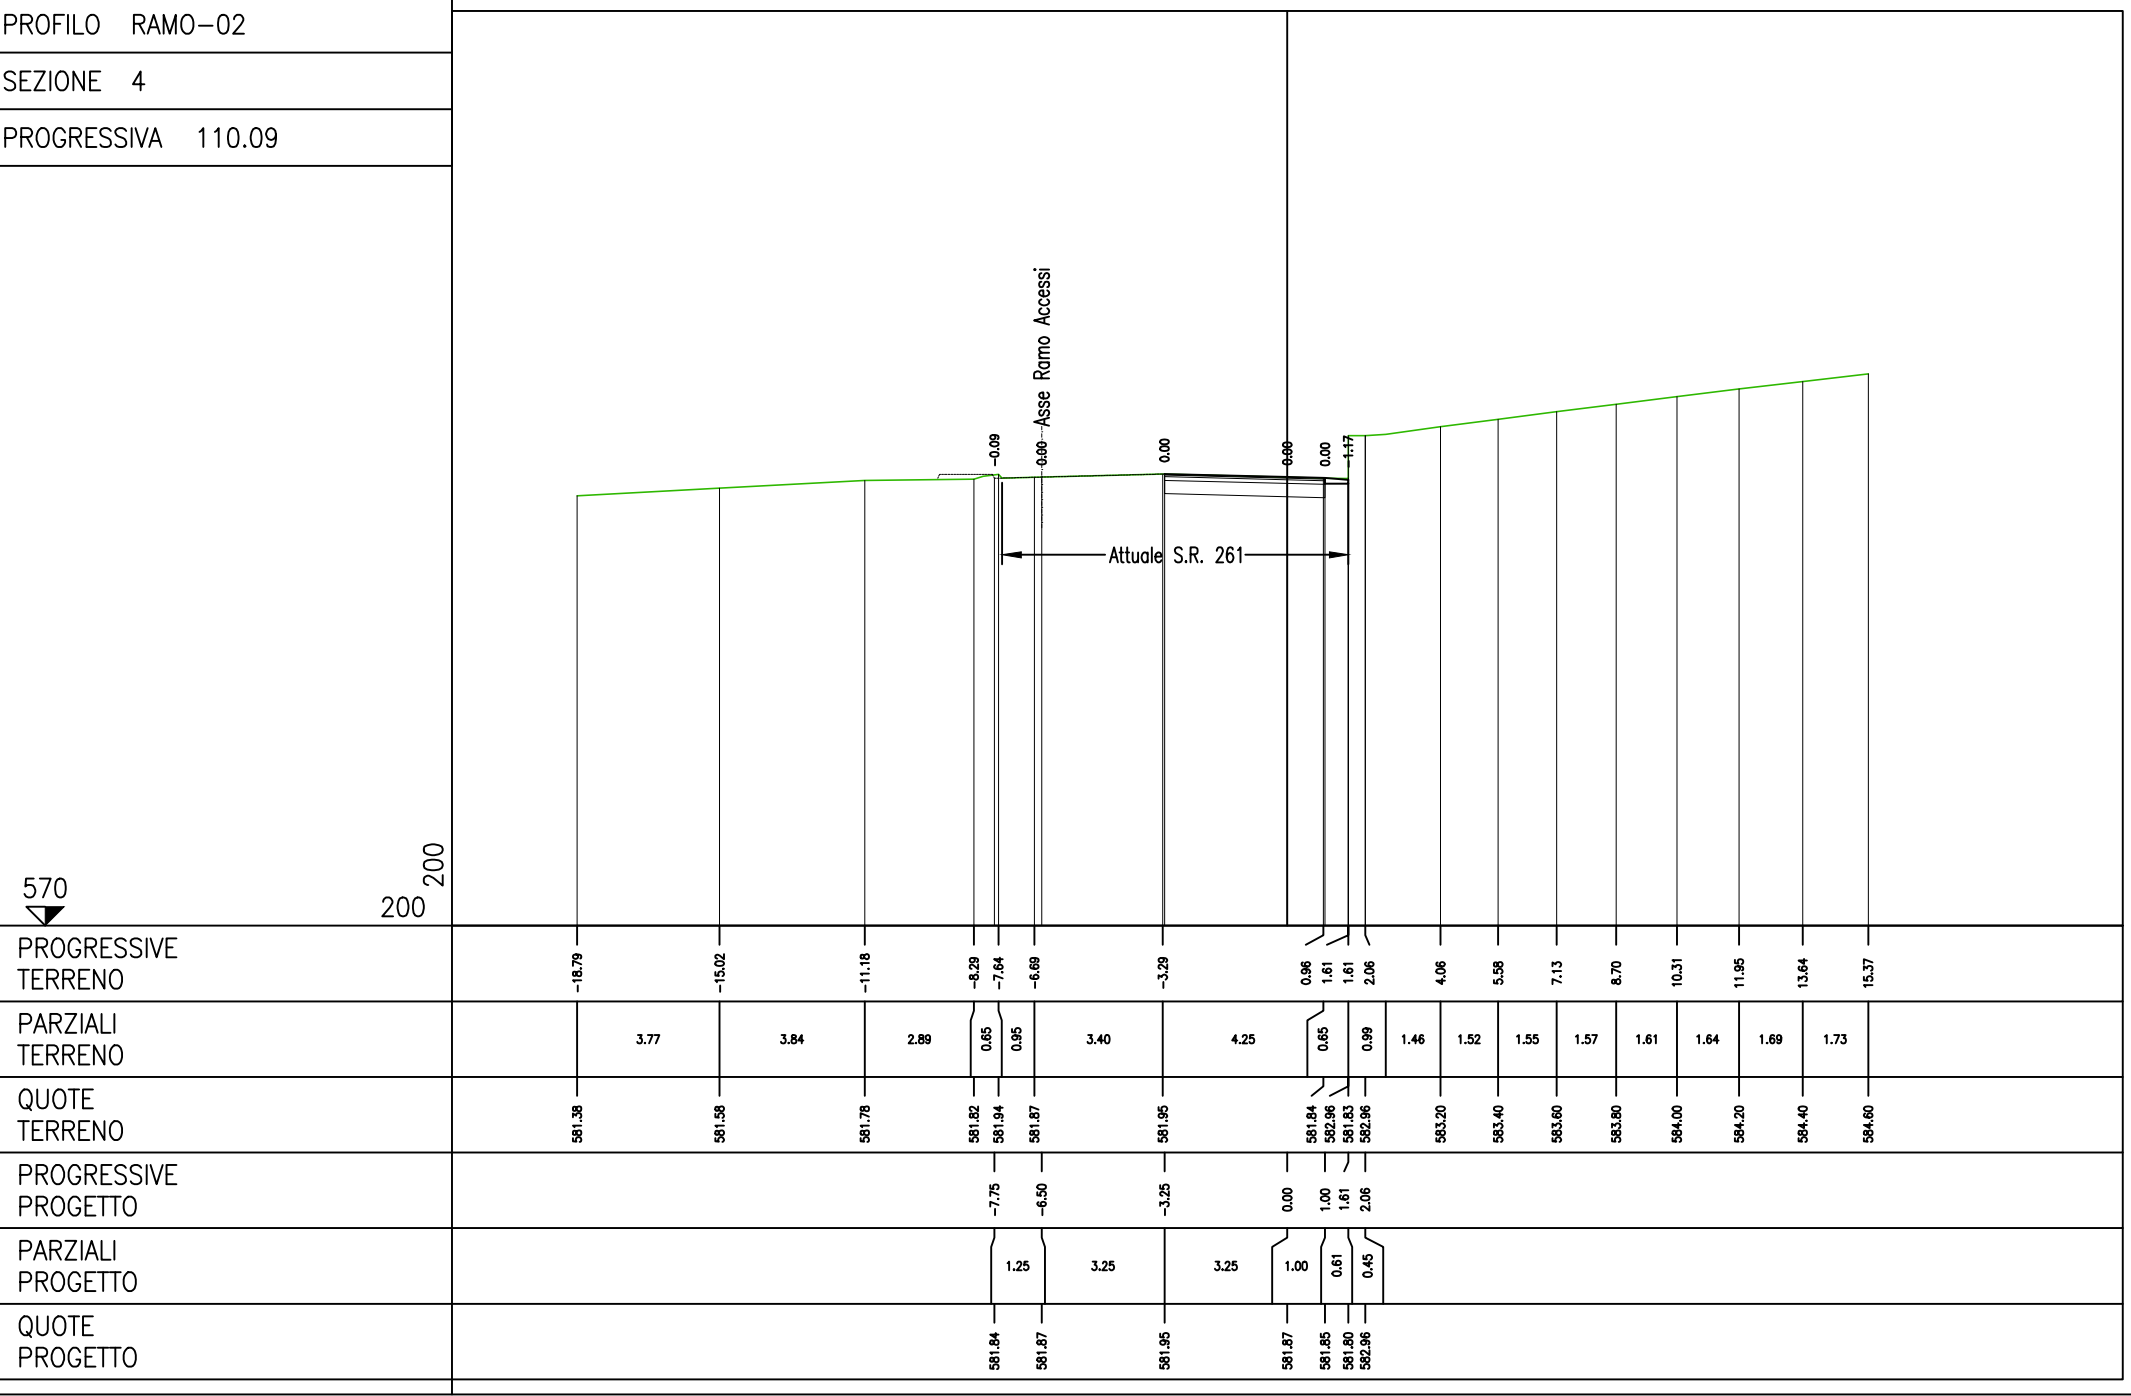 PROFILO RAMO-02
SEZIONE 4
PROGRESSIVA 110.09
Asse Ramo Accessi
-0.09
0.00
0.00
0.00
0.00
-1.17
Attuale S.R. 261
570
200
200
PROGRESSIVE
TERRENO
-18.79 -15.02 -11.18 -8.29 -7.64 -6.69 -3.29 0.96 1.61 1.61 2.06 4.06 5.58 7.13 8.70 10.31 11.95 13.64 15.37
PARZIALI
TERRENO
3.77 3.84 2.89 0.65 0.95 3.40 4.25 0.65 0.99 1.46 1.52 1.55 1.57 1.61 1.64 1.69 1.73
QUOTE
TERRENO
581.38 581.58 581.78 581.82 581.94 581.87 581.95 581.84 582.96 581.83 582.96 583.20 583.40 583.60 583.80 584.00 584.20 584.40 584.60
PROGRESSIVE
PROGETTO
-7.75 -6.50 -3.25 0.00 1.00 1.61 2.06
PARZIALI
PROGETTO
1.25 3.25 3.25 1.00 0.61 0.45
QUOTE
PROGETTO
581.84 581.87 581.95 581.87 581.85 581.80 582.96